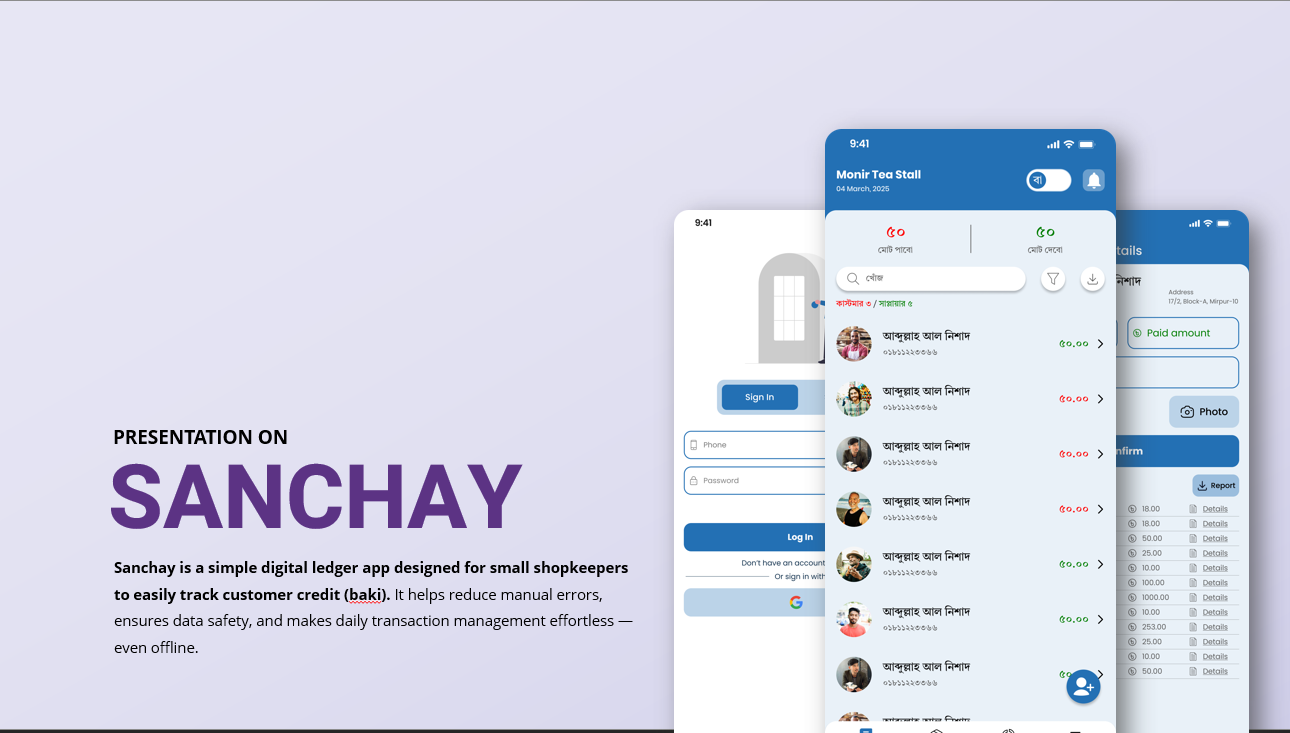 PRESENTATION ON
SANCHAY
Sanchay is a simple digital ledger app designed for small shopkeepers
to easily track customer credit (baki). It helps reduce manual errors,
ensures data safety, and makes daily transaction management effortless —
even offline.
9:41
Sign In
Phone
Password
Log In
Don't have an account
Or sign in with
9:41
Monir Tea Stall
04 March, 2025
বা
৫০
মোট পাবো
৫০
মোট দেবো
খোঁজ
কাস্টমার ৩ / সাপ্লায়ার ৫
আব্দুল্লাহ আল নিশাদ
০১৮১১২২৩৩৬৬
৫০.০০
আব্দুল্লাহ আল নিশাদ
০১৮১১২২৩৩৬৬
৫০.০০
আব্দুল্লাহ আল নিশাদ
০১৮১১২২৩৩৬৬
৫০.০০
আব্দুল্লাহ আল নিশাদ
০১৮১১২২৩৩৬৬
৫০.০০
আব্দুল্লাহ আল নিশাদ
০১৮১১২২৩৩৬৬
৫০.০০
আব্দুল্লাহ আল নিশাদ
০১৮১১২২৩৩৬৬
৫০.০০
আব্দুল্লাহ আল নিশাদ
০১৮১১২২৩৩৬৬
৫০
আব্দুল্লাহ আল নিশাদ
tails
নিশাদ
Address
17/2, Block-A, Mirpur-10
Paid amount
Photo
nfirm
Report
18.00 Details
18.00 Details
50.00 Details
25.00 Details
10.00 Details
100.00 Details
1000.00 Details
10.00 Details
253.00 Details
25.00 Details
10.00 Details
50.00 Details